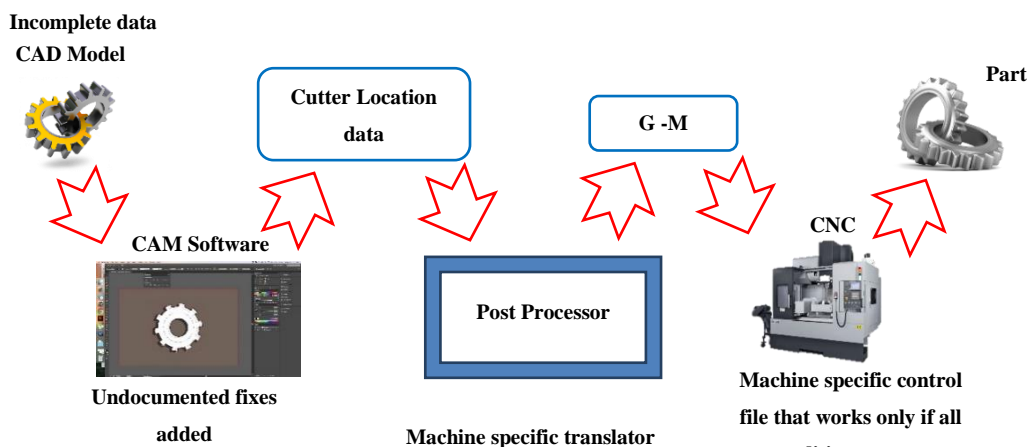 Incomplete data
CAD Model
Cutter Location
data
G -M
Part
CAM Software
CNC
Post Processor
Undocumented fixes
added
Machine specific translator
Machine specific control
file that works only if all